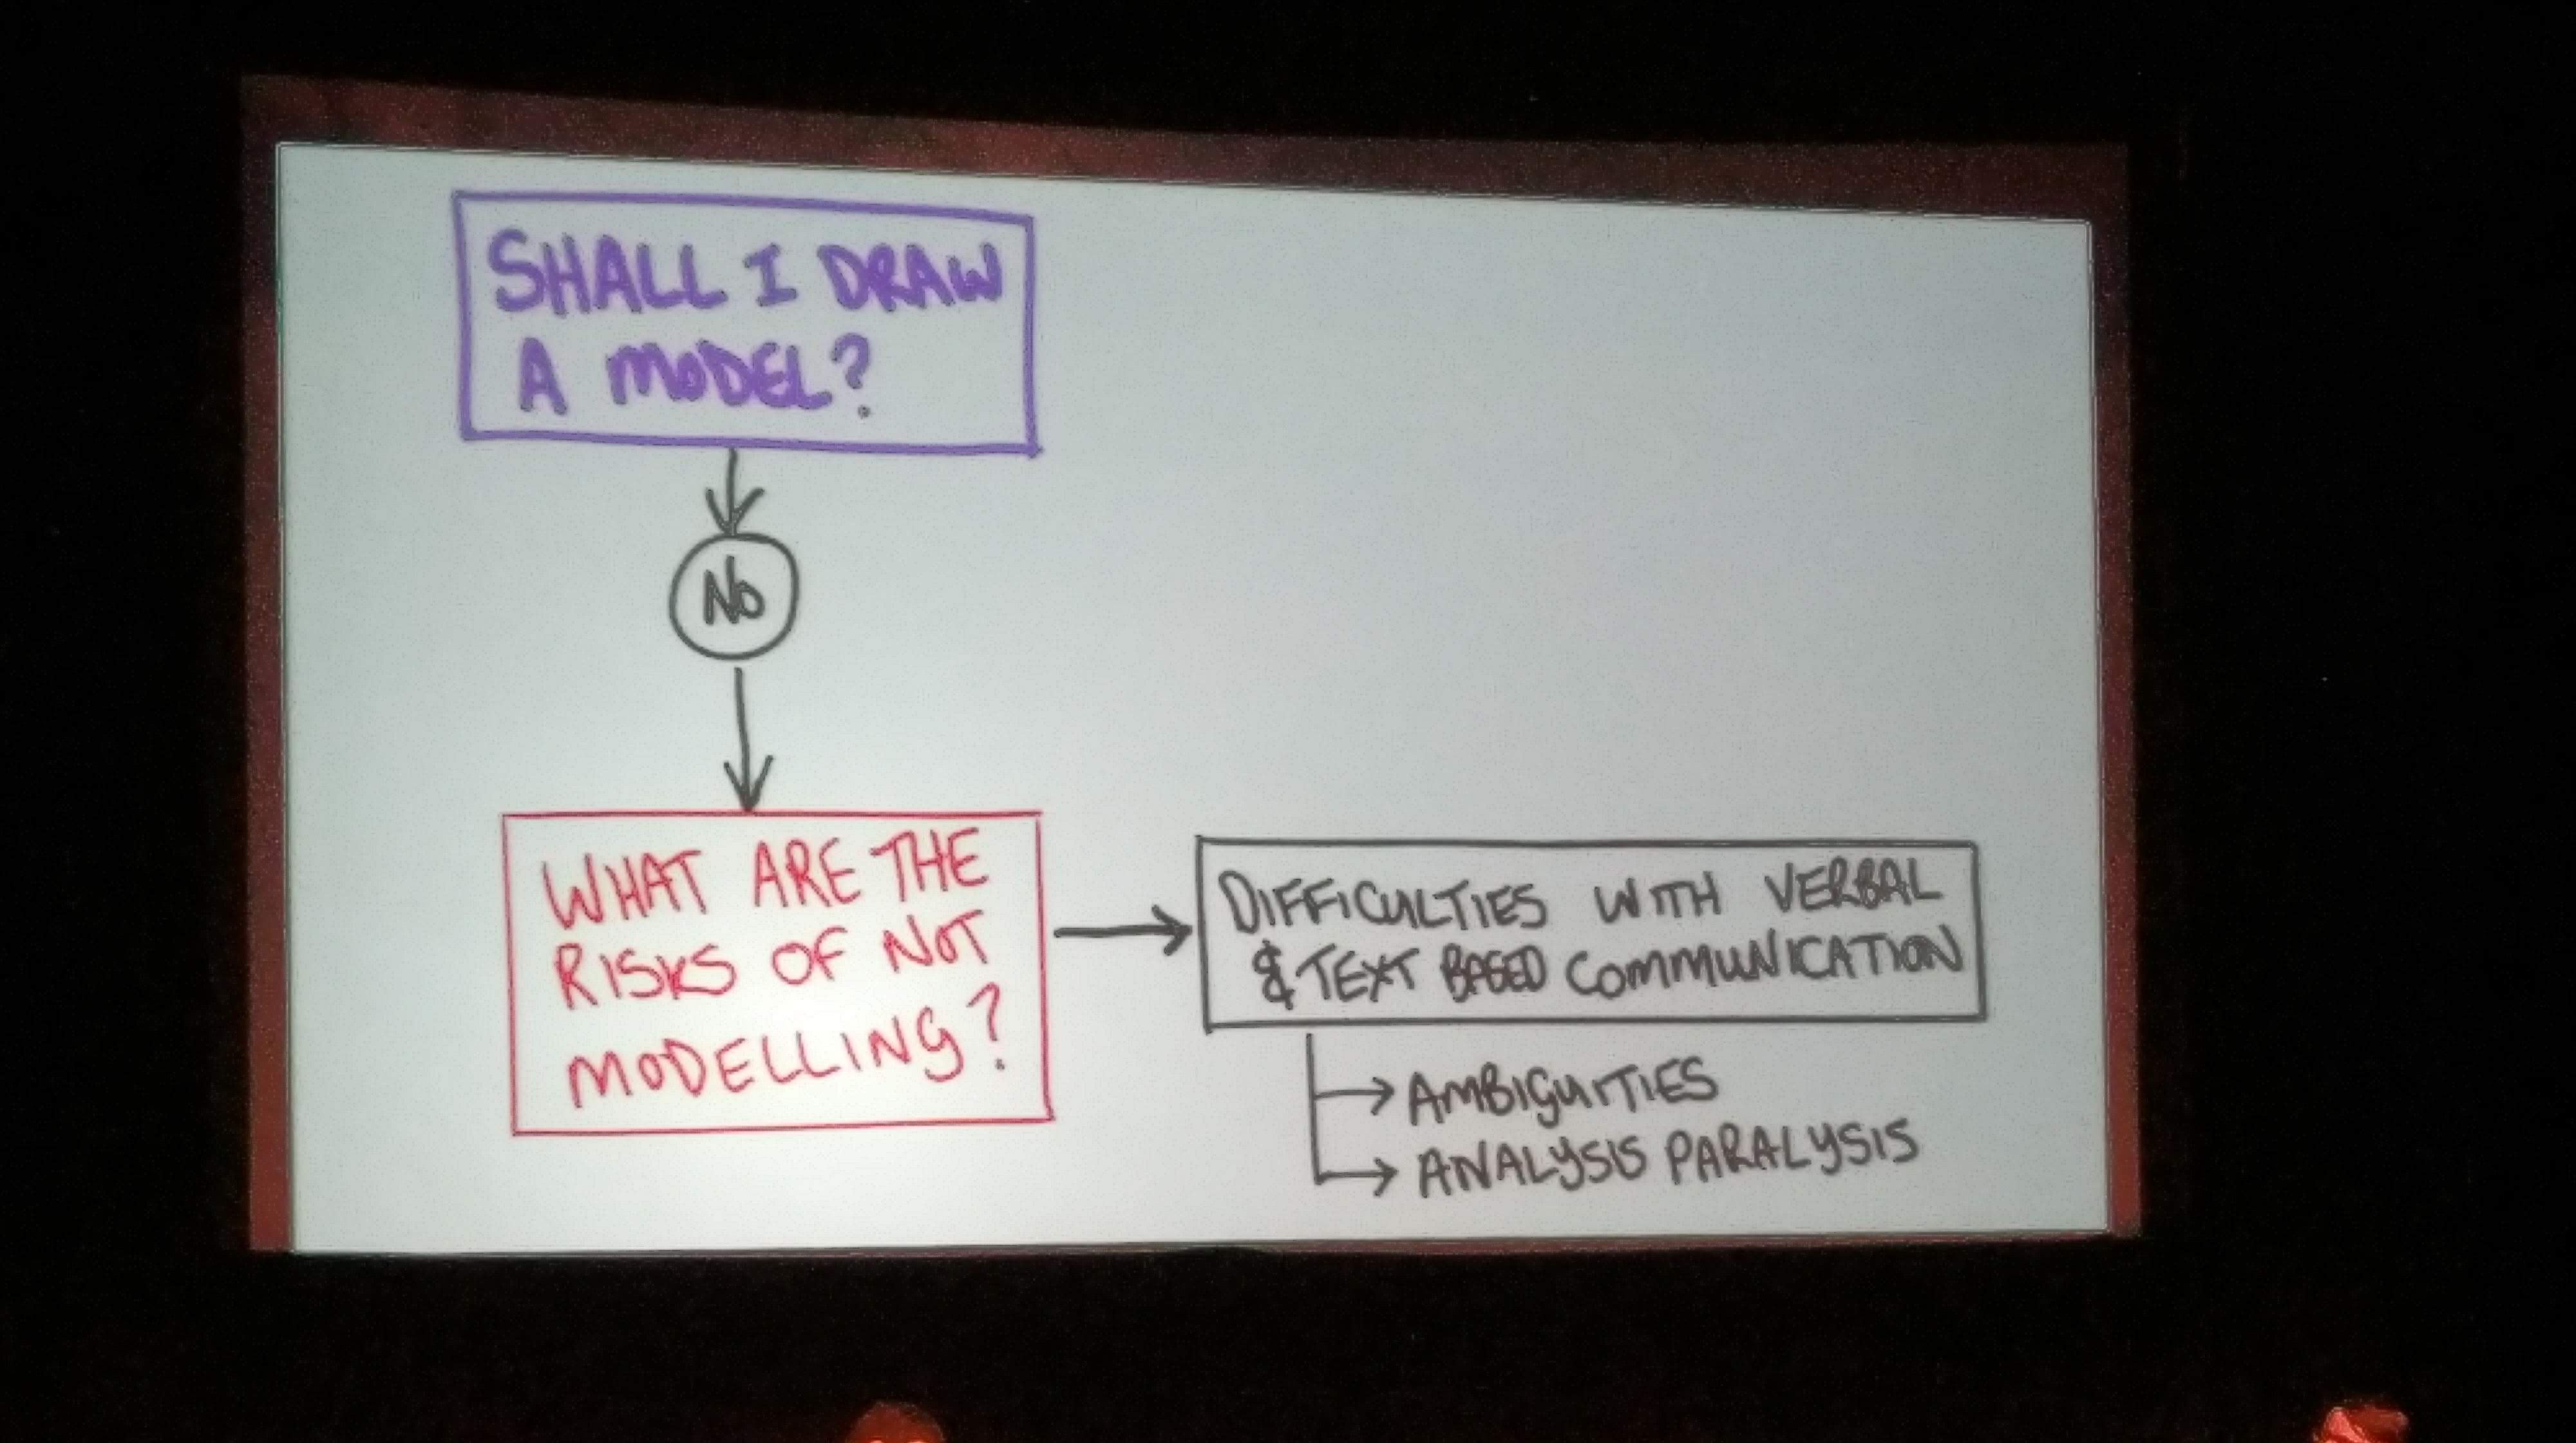 SHALL I DRAW
A MODEL?
No
WHAT ARE THE
RISKS OF NOT
MODELLING?
DIFFICULTIES WITH VERBAL
& TEXT BASED COMMUNICATION
AMBIGUITIES
ANALYSIS PARALYSIS